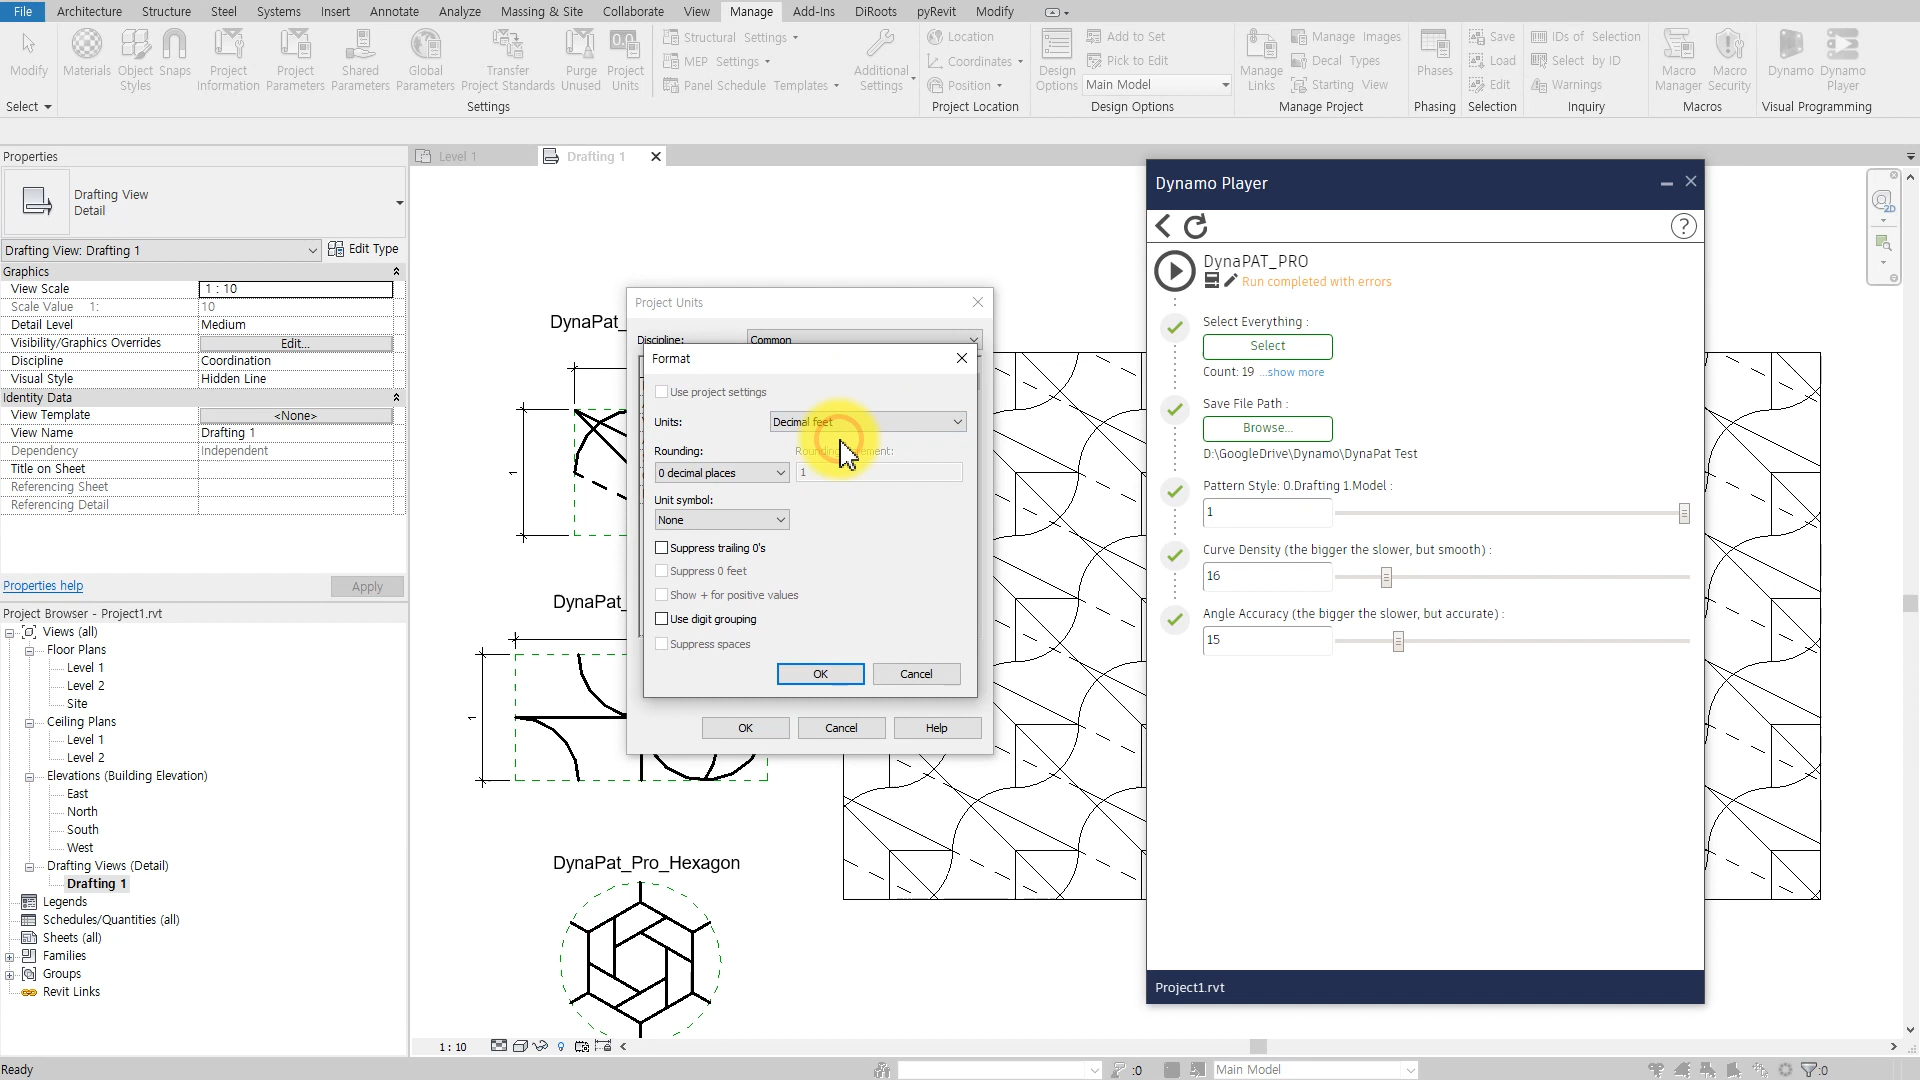 File Architecture Structure Steel Systems Insert Annotate Analyze Massing & Site Collaborate View Manage Add-Ins DiRoots pyRevit Modify
Modify
Select
Materials
Object Styles
Snaps
Project Information
Project Parameters
Shared Parameters
Global Parameters
Transfer Project Standards
Purge Unused
Project Units
Structural Settings
MEP Settings
Panel Schedule Templates
Additional Settings
Settings
Location
Coordinates
Position
Project Location
Design Options
Add to Set
Pick to Edit
Main Model
Design Options
Manage Links
Manage Images
Decal Types
Starting View
Manage Project
Phases
Phasing
Save
Load
Edit
Selection
IDs of Selection
Select by ID
Warnings
Inquiry
Macro Manager
Macro Security
Macros
Dynamo
Dynamo Player
Visual Programming
Properties
Drafting View
Detail
Drafting View: Drafting 1
Edit Type
Graphics
View Scale 1 : 10
Scale Value 1: 10
Detail Level Medium
Visibility/Graphics Overrides Edit...
Discipline Coordination
Visual Style Hidden Line
Identity Data
View Template <None>
View Name Drafting 1
Dependency Independent
Title on Sheet
Referencing Sheet
Referencing Detail
Properties help
Apply
Project Browser - Project1.rvt
Views (all)
Floor Plans
Level 1
Level 2
Site
Ceiling Plans
Level 1
Level 2
Elevations (Building Elevation)
East
North
South
West
Drafting Views (Detail)
Drafting 1
Legends
Schedules/Quantities (all)
Sheets (all)
Families
Groups
Revit Links
Level 1
Drafting 1
DynaPat_
1
DynaPat_
1
DynaPat_Pro_Hexagon
Project Units
Discipline: Common
Format
Use project settings
Units: Decimal feet
Rounding:
0 decimal places
1
Unit symbol:
None
Suppress trailing 0's
Suppress 0 feet
Show + for positive values
Use digit grouping
Suppress spaces
OK
Cancel
OK
Cancel
Help
Dynamo Player
?
DynaPAT_PRO
Run completed with errors
Select Everything :
Select
Count: 19 ...show more
Save File Path :
Browse...
D:\GoogleDrive\Dynamo\DynaPat Test
Pattern Style: 0.Drafting 1.Model :
1
Curve Density (the bigger the slower, but smooth) :
16
Angle Accuracy (the bigger the slower, but accurate) :
15
Project1.rvt
2D
1 : 10
Ready
:0
Main Model
:0